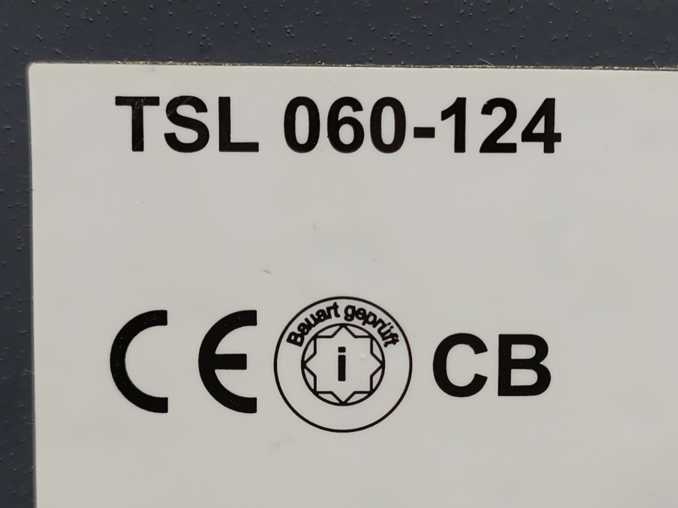 TSL 060-124
CE Bauart geprüft i CB